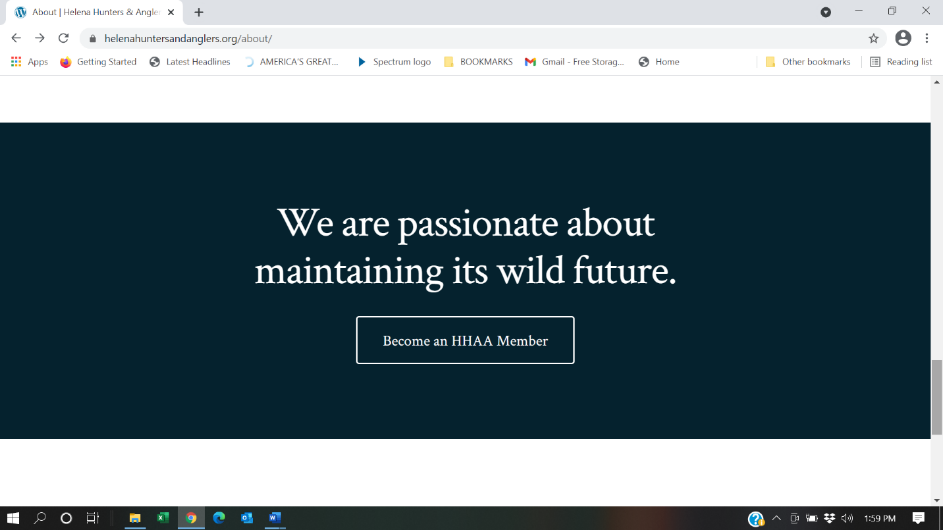 About | Helena Hunters & Angle
helenahuntersandanglers.org/about/
Apps Getting Started Latest Headlines AMERICA'S GREAT... Spectrum logo BOOKMARKS Gmail - Free Storag... Home Other bookmarks Reading list
We are passionate about
maintaining its wild future.
Become an HHAA Member
1:59 PM